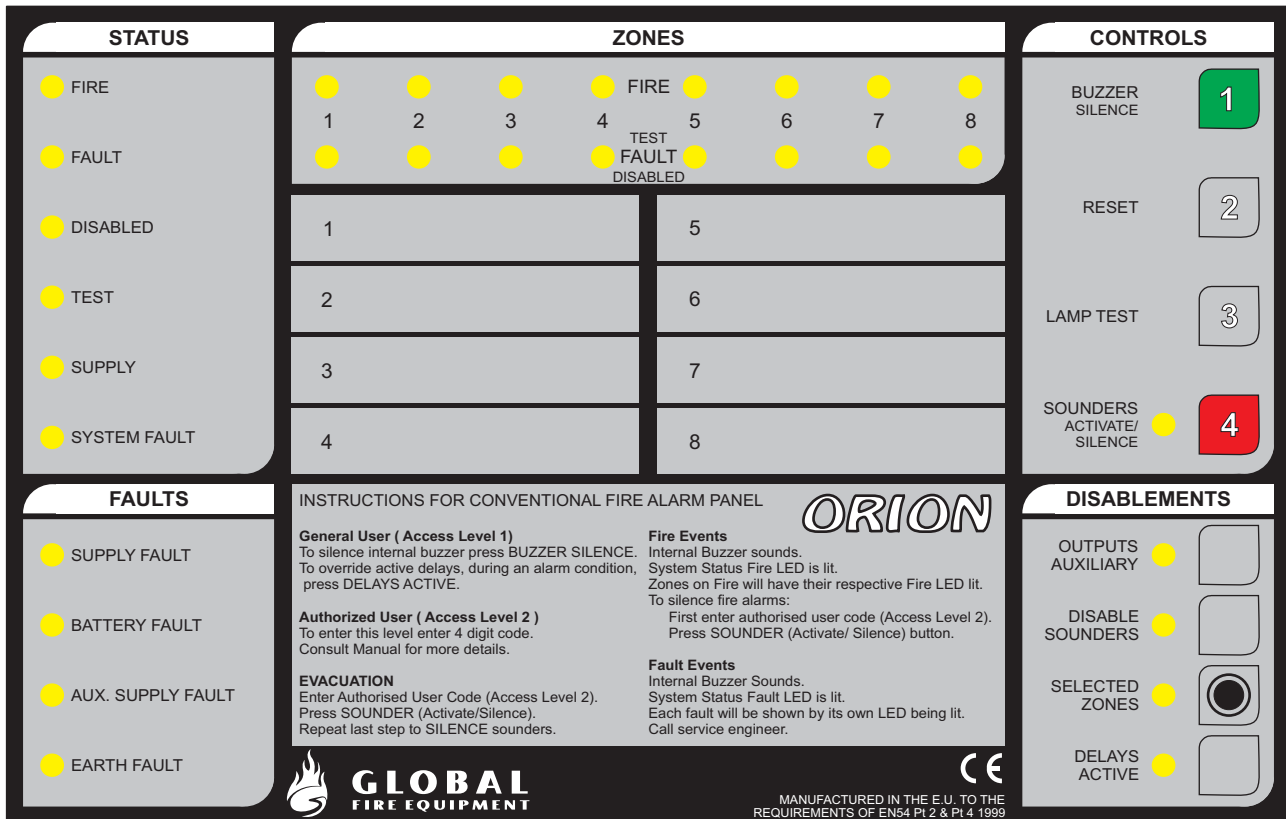 STATUS
FIRE
FAULT
DISABLED
TEST
SUPPLY
SYSTEM FAULT
FAULTS
SUPPLY FAULT
BATTERY FAULT
AUX. SUPPLY FAULT
EARTH FAULT
ZONES
FIRE
1 2 3 4 5 6 7 8
TEST
FAULT
DISABLED
1
2
3
4
5
6
7
8
INSTRUCTIONS FOR CONVENTIONAL FIRE ALARM PANEL
ORION
General User ( Access Level 1)
To silence internal buzzer press BUZZER SILENCE.
To override active delays, during an alarm condition,
press DELAYS ACTIVE.
Authorized User ( Access Level 2 )
To enter this level enter 4 digit code.
Consult Manual for more details.
EVACUATION
Enter Authorised User Code (Access Level 2).
Press SOUNDER (Activate/Silence).
Repeat last step to SILENCE sounders.
Fire Events
Internal Buzzer sounds.
System Status Fire LED is lit.
Zones on Fire will have their respective Fire LED lit.
To silence fire alarms:
First enter authorised user code (Access Level 2).
Press SOUNDER (Activate/ Silence) button.
Fault Events
Internal Buzzer Sounds.
System Status Fault LED is lit.
Each fault will be shown by its own LED being lit.
Call service engineer.
GLOBAL
FIRE EQUIPMENT
CE
MANUFACTURED IN THE E.U. TO THE
REQUIREMENTS OF EN54 Pt 2 & Pt 4 1999
CONTROLS
BUZZER
SILENCE
1
RESET
2
LAMP TEST
3
SOUNDERS
ACTIVATE/
SILENCE
4
DISABLEMENTS
OUTPUTS
AUXILIARY
DISABLE
SOUNDERS
SELECTED
ZONES
DELAYS
ACTIVE